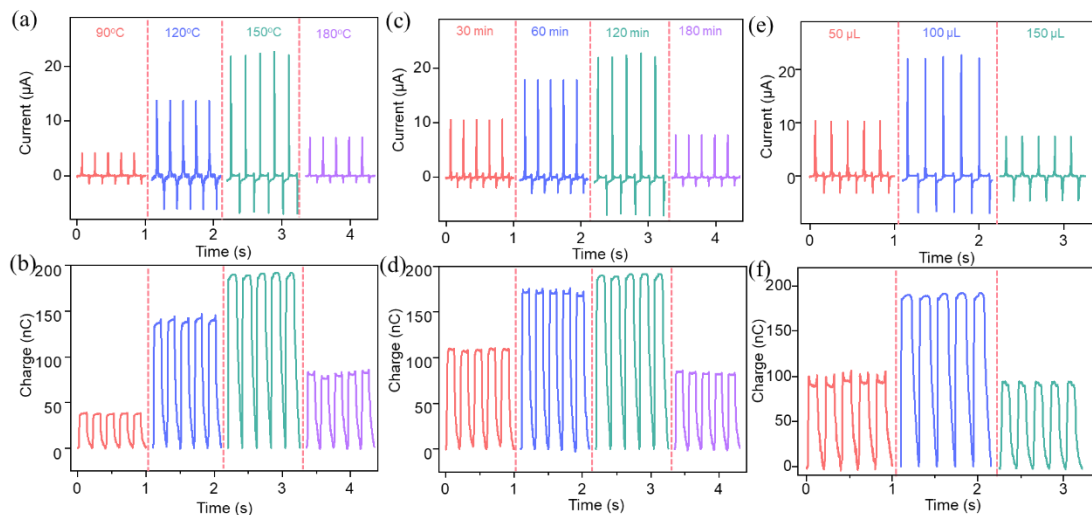 (a)
90°C 120°C 150°C 180°C
Current (µA)
20
10
0
0 1 2 3 4
Time (s)
(b)
Charge (nC)
200
150
100
50
0
0 1 2 3 4
Time (s)
(c)
30 min 60 min 120 min 180 min
Current (µA)
20
10
0
0 1 2 3 4
Time (s)
(d)
Charge (nC)
200
150
100
50
0
0 1 2 3 4
Time (s)
(e)
50 µL 100 µL 150 µL
Current (µA)
20
10
0
0 1 2 3
Time (s)
(f)
Charge (nC)
200
150
100
50
0
0 1 2 3
Time (s)